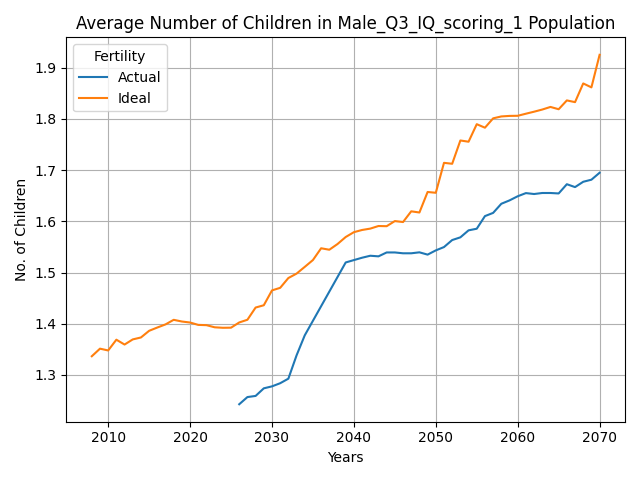 Average Number of Children in Male_Q3_IQ_scoring_1 Population
Fertility
Actual
Ideal
No. of Children
1.9
1.8
1.7
1.6
1.5
1.4
1.3
2010 2020 2030 2040 2050 2060 2070
Years